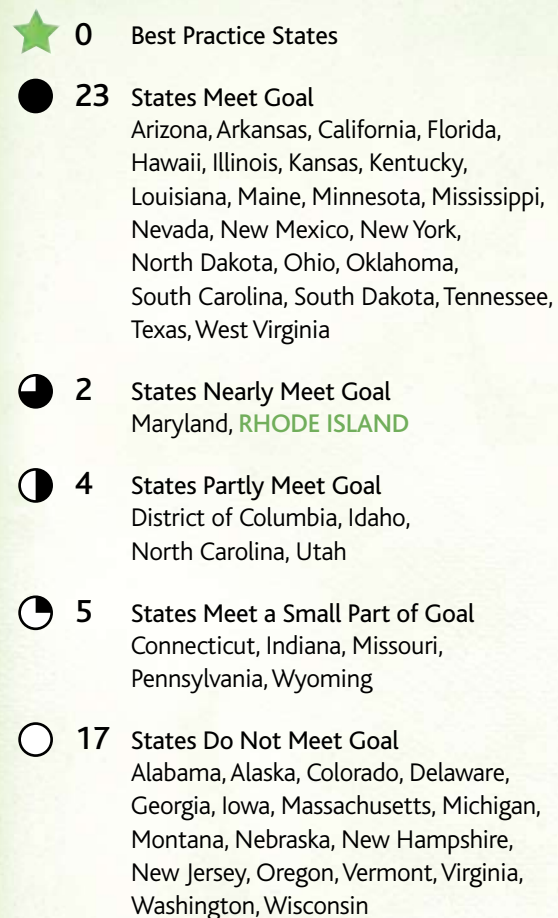 0 Best Practice States
23 States Meet Goal
Arizona, Arkansas, California, Florida,
Hawaii, Illinois, Kansas, Kentucky,
Louisiana, Maine, Minnesota, Mississippi,
Nevada, New Mexico, New York,
North Dakota, Ohio, Oklahoma,
South Carolina, South Dakota, Tennessee,
Texas, West Virginia
2 States Nearly Meet Goal
Maryland, RHODE ISLAND
4 States Partly Meet Goal
District of Columbia, Idaho,
North Carolina, Utah
5 States Meet a Small Part of Goal
Connecticut, Indiana, Missouri,
Pennsylvania, Wyoming
17 States Do Not Meet Goal
Alabama, Alaska, Colorado, Delaware,
Georgia, Iowa, Massachusetts, Michigan,
Montana, Nebraska, New Hampshire,
New Jersey, Oregon, Vermont, Virginia,
Washington, Wisconsin